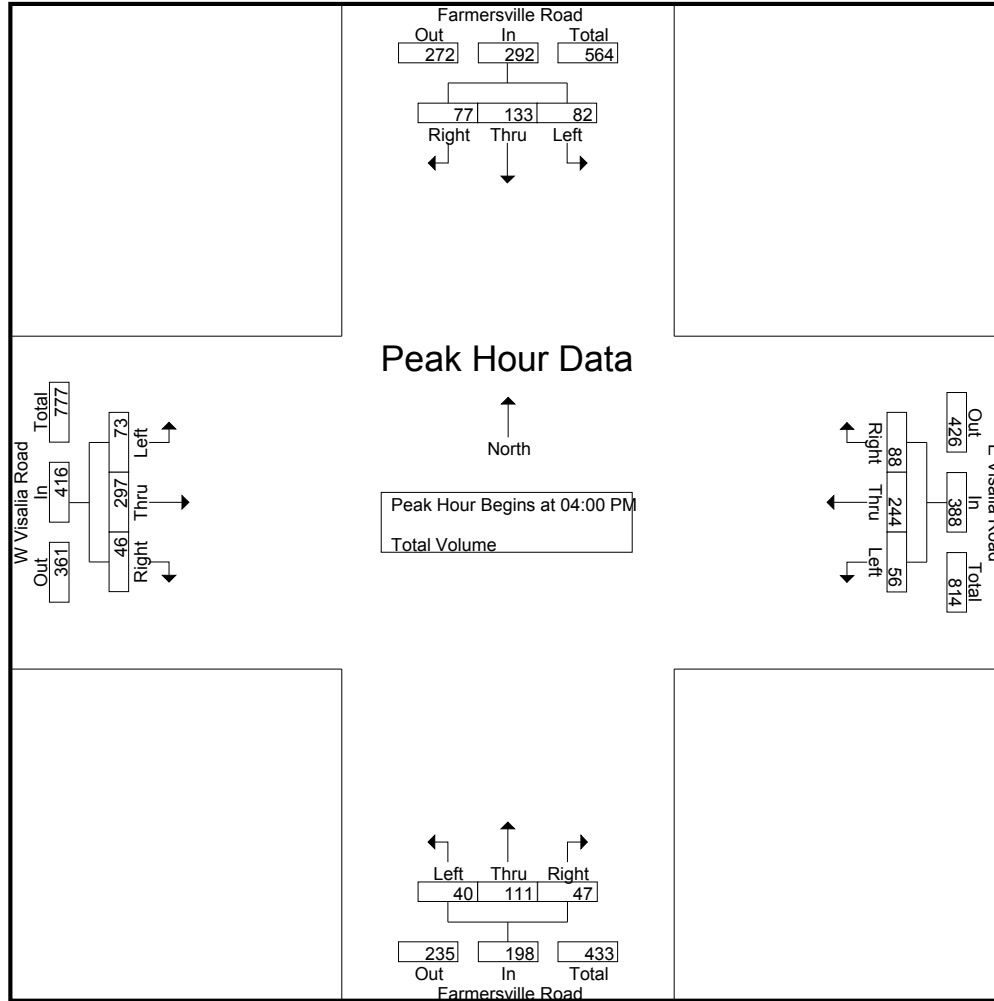 Farmersville Road
Out In Total
272 292 564
77 133 82
Right Thru Left
Peak Hour Data
North
Peak Hour Begins at 04:00 PM
Total Volume
W Visalia Road
Total In Out
777 416 361
73 297 46
Left Thru Right
Visalia Road
Out In Total
426 388 814
88 244 56
Right Thru Left
Left Thru Right
40 111 47
235 198 433
Out In Total
Farmersville Road